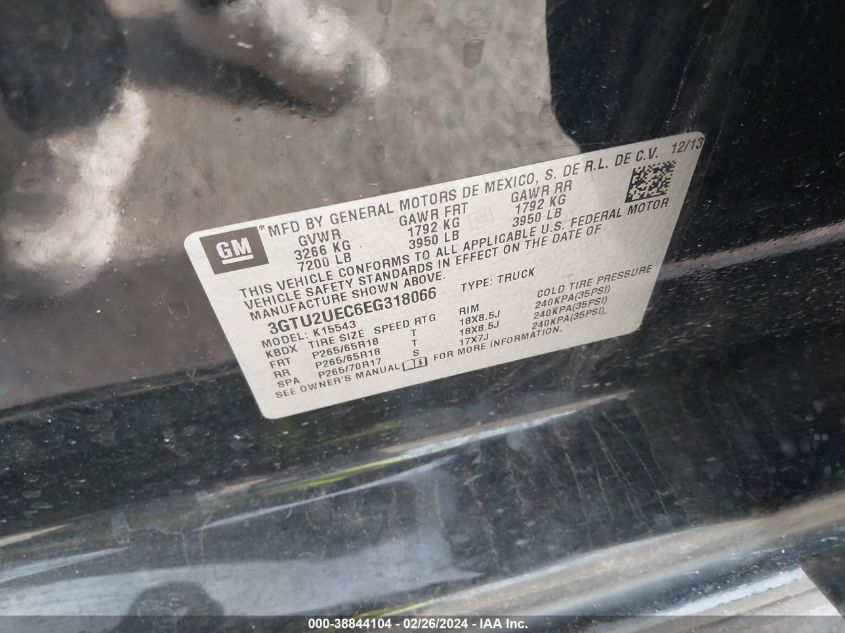 GM ® MFD BY GENERAL MOTORS DE MEXICO, S. DE R.L. DE C.V. 12/13
GVWR GAWR FRT GAWR RR
3266 KG 1792 KG 1792 KG
7200 LB 3950 LB 3950 LB
THIS VEHICLE CONFORMS TO ALL APPLICABLE U.S. FEDERAL MOTOR
VEHICLE SAFETY STANDARDS IN EFFECT ON THE DATE OF
MANUFACTURE SHOWN ABOVE.
3GTU2UEC6EG318066 TYPE: TRUCK
MODEL: K15543
KBDX TIRE SIZE SPEED RTG RIM COLD TIRE PRESSURE
FRT P265/65R18 T 18X8.5J 240KPA(35PSI)
RR P265/65R18 T 18X8.5J 240KPA(35PSI)
SPA P265/70R17 S 17X7J 240KPA(35PSI)
SEE OWNER'S MANUAL FOR MORE INFORMATION.
000-38844104 - 02/26/2024 - IAA Inc.